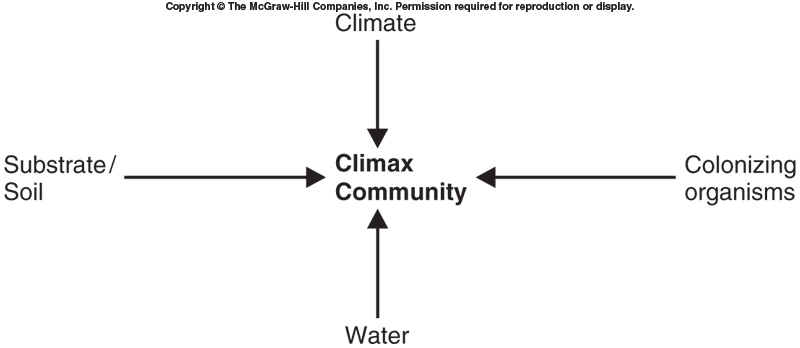 Copyright © The McGraw-Hill Companies, Inc. Permission required for reproduction or display.
Climate
Substrate/
Soil
Climax
Community
Colonizing
organisms
Water